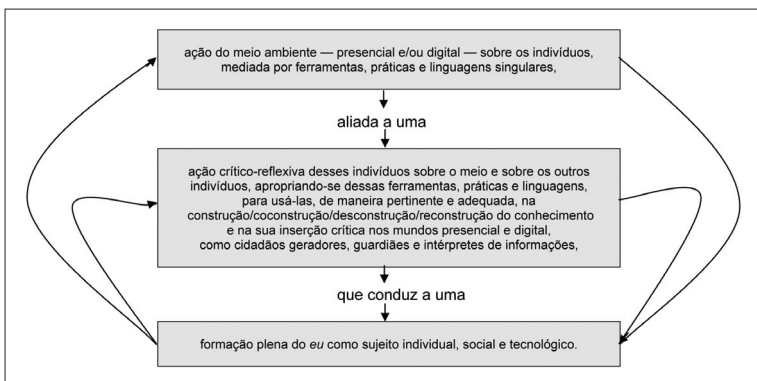 ação do meio ambiente — presencial e/ou digital — sobre os indivíduos,
mediada por ferramentas, práticas e linguagens singulares,
aliada a uma
ação crítico-reflexiva desses indivíduos sobre o meio e sobre os outros
indivíduos, apropriando-se dessas ferramentas, práticas e linguagens,
para usá-las, de maneira pertinente e adequada, na
construção/coconstrução/desconstrução/reconstrução do conhecimento
e na sua inserção crítica nos mundos presencial e digital,
como cidadãos geradores, guardiães e intérpretes de informações,
que conduz a uma
formação plena do eu como sujeito individual, social e tecnológico.